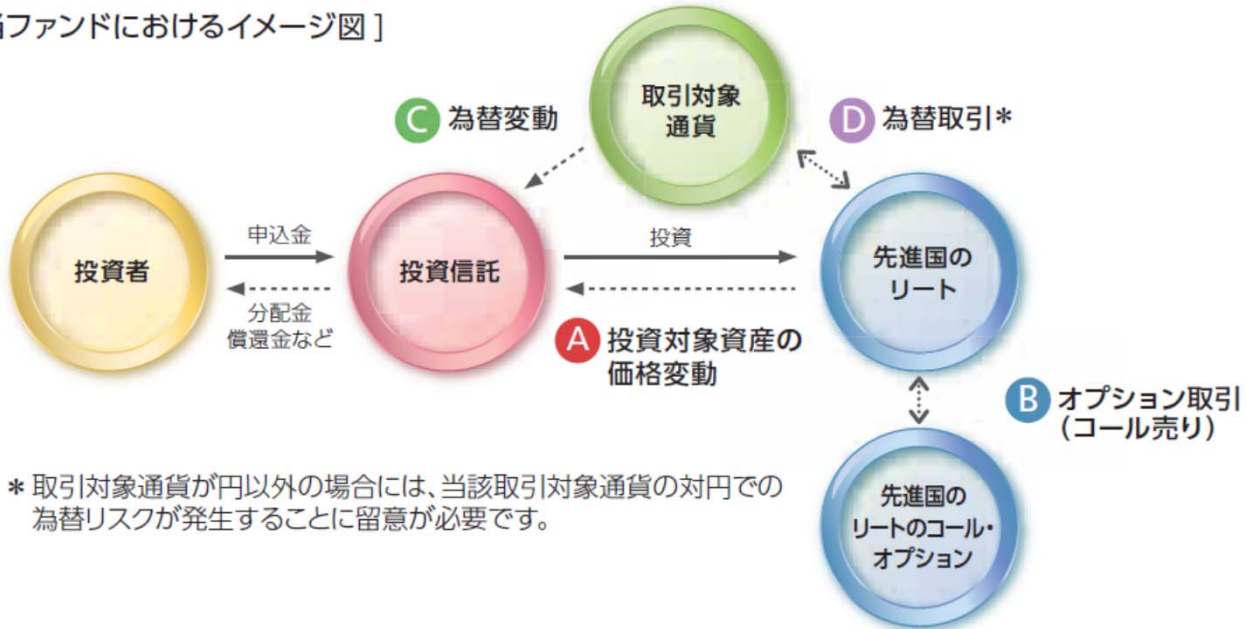 当ファンドにおけるイメージ図 ]
取引対象
通貨
C 為替変動
D 為替取引*
投資者
申込金
分配金
償還金など
投資信託
投資
先進国の
リート
A 投資対象資産の
価格変動
B オプション取引
(コール売り)
先進国の
リートのコール・
オプション
* 取引対象通貨が円以外の場合には、当該取引対象通貨の対円での
為替リスクが発生することに留意が必要です。